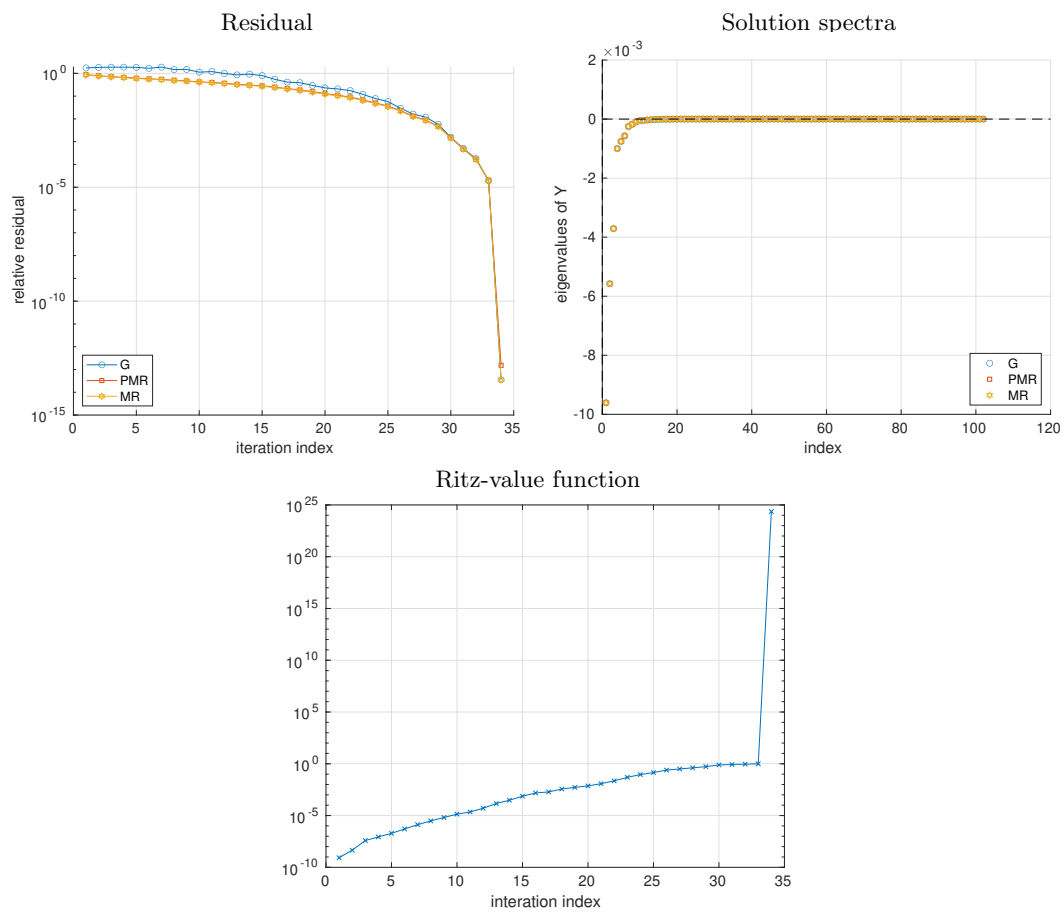 Residual
10^0
10^-5
10^-10
10^-15
0 5 10 15 20 25 30 35
iteration index
relative residual
G
PMR
MR
Solution spectra
×10^-3
2
0
-2
-4
-6
-8
-10
0 20 40 60 80 100 120
index
eigenvalues of Y
G
PMR
MR
Ritz-value function
10^25
10^20
10^15
10^10
10^5
10^0
10^-5
10^-10
0 5 10 15 20 25 30 35
interation index